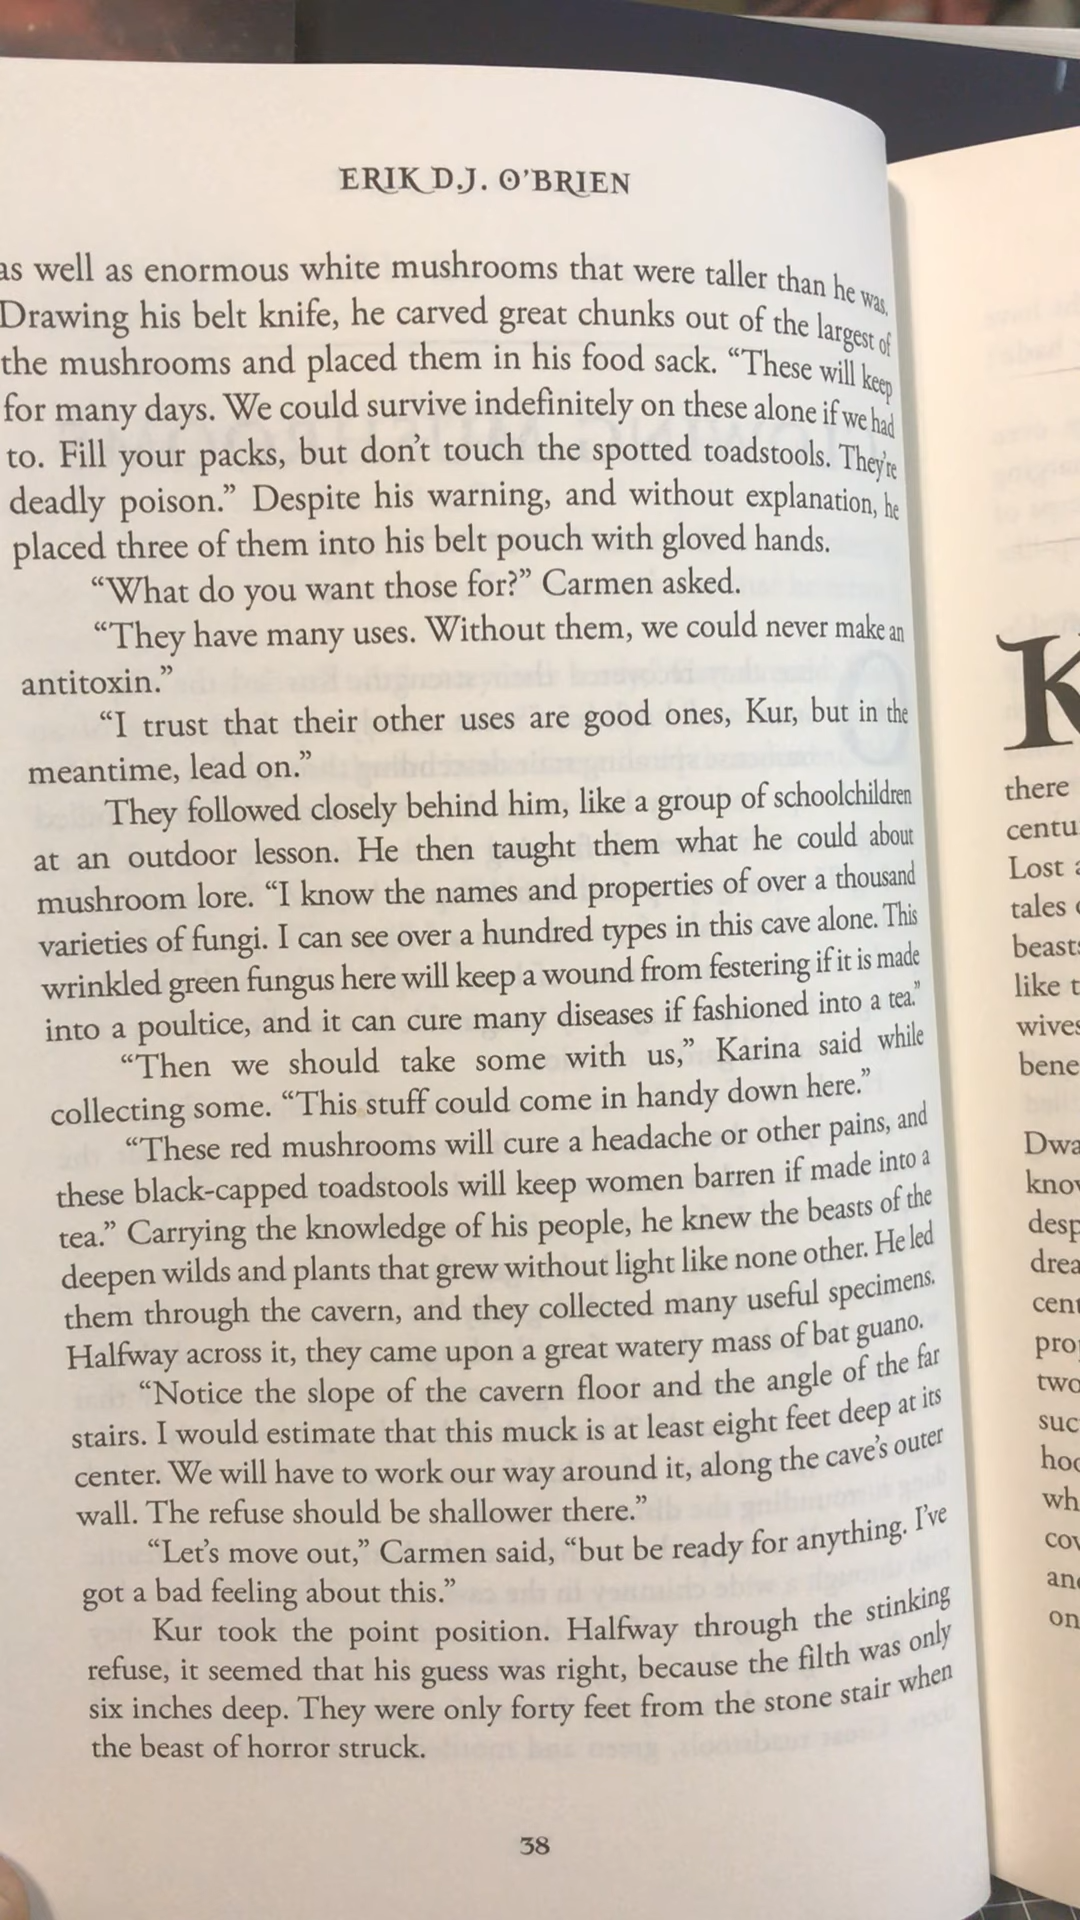 ERIK D.J. O'BRIEN
as well as enormous white mushrooms that were taller than he was.
Drawing his belt knife, he carved great chunks out of the largest of
the mushrooms and placed them in his food sack. “These will keep
for many days. We could survive indefinitely on these alone if we had
to. Fill your packs, but don’t touch the spotted toadstools. They’re
deadly poison.” Despite his warning, and without explanation, he
placed three of them into his belt pouch with gloved hands.
“What do you want those for?” Carmen asked.
“They have many uses. Without them, we could never make an
antitoxin.”
“I trust that their other uses are good ones, Kur, but in the
meantime, lead on.”
They followed closely behind him, like a group of schoolchildren
at an outdoor lesson. He then taught them what he could about
mushroom lore. “I know the names and properties of over a thousand
varieties of fungi. I can see over a hundred types in this cave alone. This
wrinkled green fungus here will keep a wound from festering if it is made
into a poultice, and it can cure many diseases if fashioned into a tea.”
“Then we should take some with us,” Karina said while
collecting some. “This stuff could come in handy down here.”
“These red mushrooms will cure a headache or other pains, and
these black-capped toadstools will keep women barren if made into a
tea.” Carrying the knowledge of his people, he knew the beasts of the
deepen wilds and plants that grew without light like none other. He led
them through the cavern, and they collected many useful specimens.
Halfway across it, they came upon a great watery mass of bat guano.
“Notice the slope of the cavern floor and the angle of the far
stairs. I would estimate that this muck is at least eight feet deep at its
center. We will have to work our way around it, along the cave’s outer
wall. The refuse should be shallower there.”
“Let’s move out,” Carmen said, “but be ready for anything. I’ve
got a bad feeling about this.”
Kur took the point position. Halfway through the stinking
refuse, it seemed that his guess was right, because the filth was only
six inches deep. They were only forty feet from the stone stair when
the beast of horror struck.
38
K
there
centu
Lost
tales
beast
like t
wives
bene
Dwa
know
desp
drea
cent
prop
two
suc
hoo
wh
cov
and
on